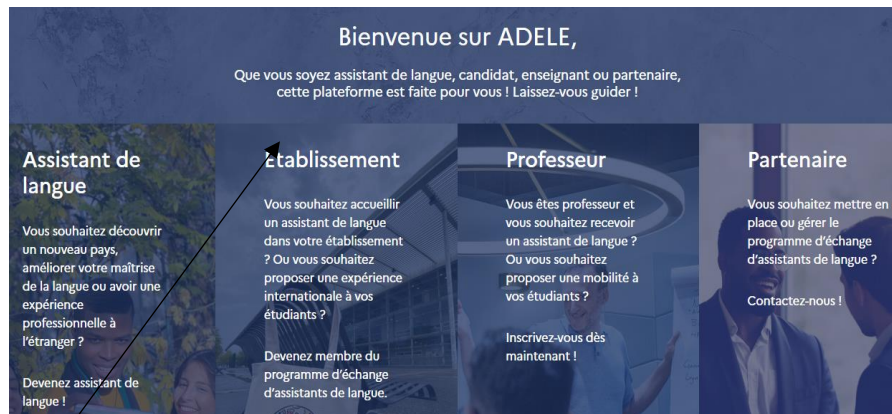 Bienvenue sur ADELE,
Que vous soyez assistant de langue, candidat, enseignant ou partenaire,
cette plateforme est faite pour vous ! Laissez-vous guider !
Assistant de
langue
Vous souhaitez découvrir
un nouveau pays,
améliorer votre maîtrise
de la langue ou avoir une
expérience
professionnelle à
l'étranger ?
Devenez assistant de
langue !
Etablissement
Vous souhaitez accueillir
un assistant de langue
dans votre établissement
? Ou vous souhaitez
proposer une expérience
internationale à vos
étudiants ?
Devenez membre du
programme d'échange
d'assistants de langue.
Professeur
Vous êtes professeur et
vous souhaitez recevoir
un assistant de langue ?
Ou vous souhaitez
proposer une mobilité à
vos étudiants ?
Inscrivez-vous dès
maintenant !
Partenaire
Vous souhaitez mettre en
place ou gérer le
programme d'échange
d'assistants de langue ?
Contactez-nous !